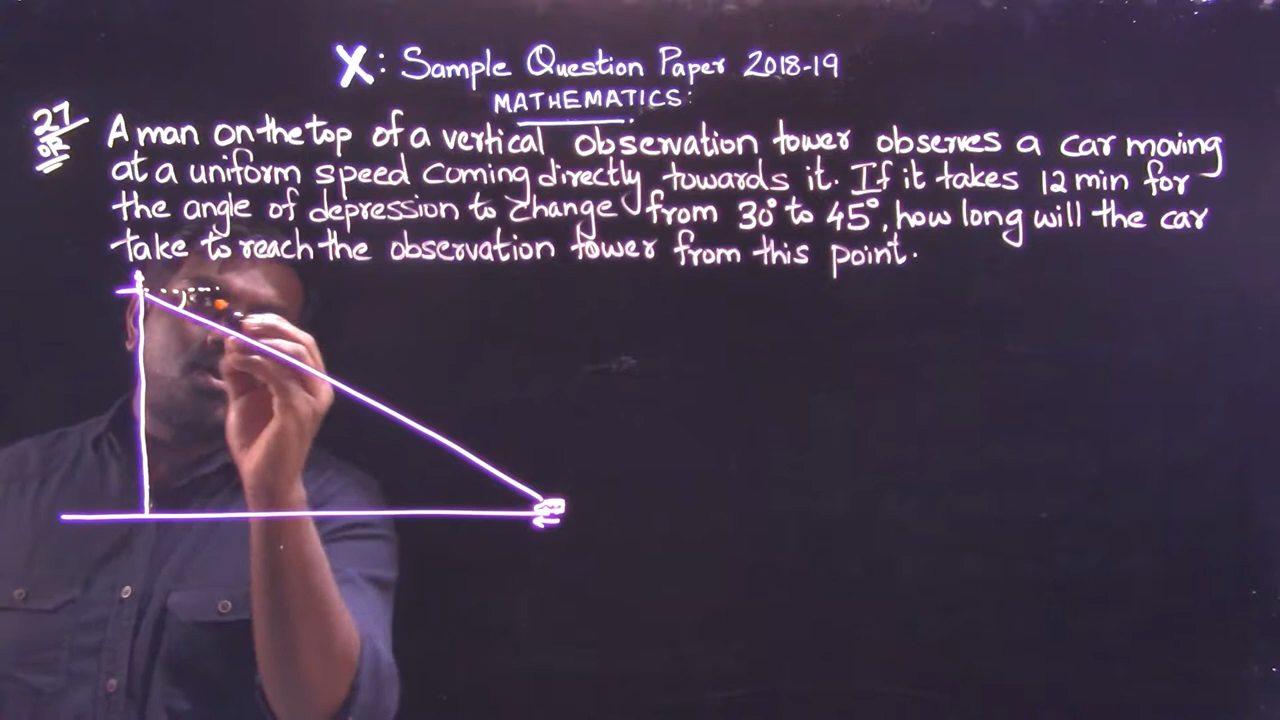 X: Sample Question Paper 2018-19
MATHEMATICS:
27
OR
A man on the top of a vertical observation tower observes a car moving
at a uniform speed coming directly towards it. If it takes 12 min for
the angle of depression to change from 30° to 45°, how long will the car
take to reach the observation tower from this point.